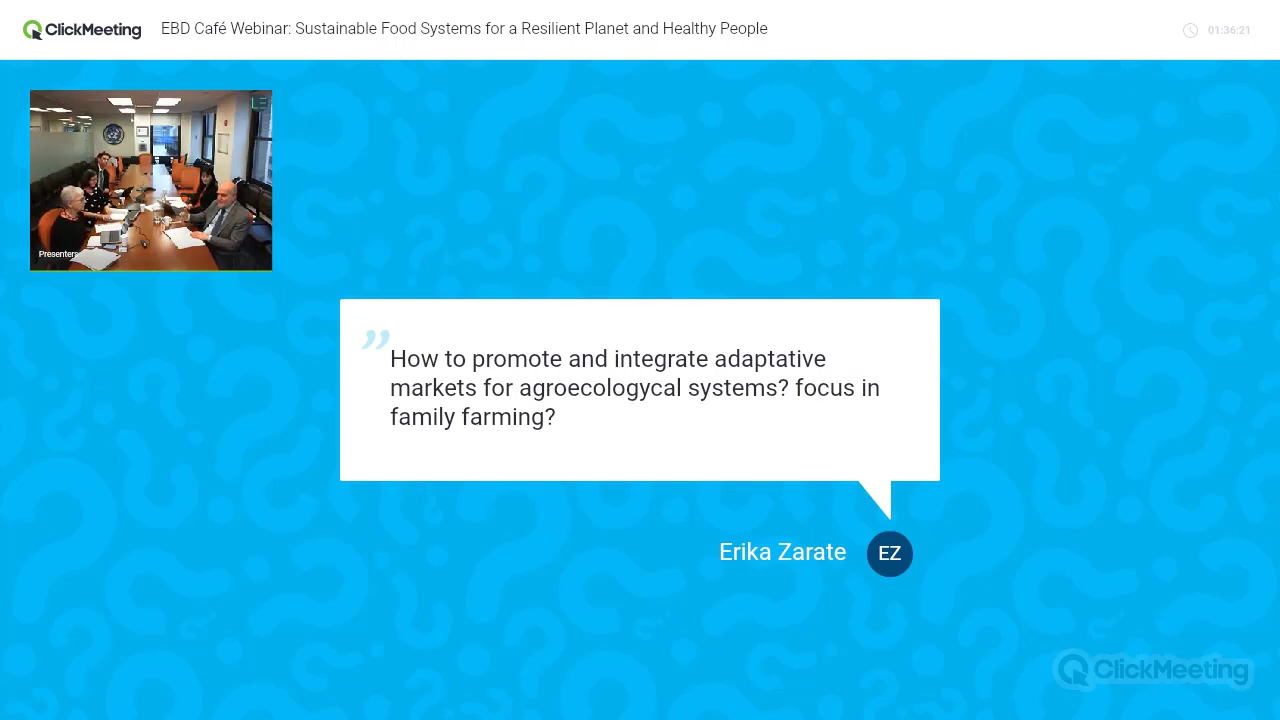 ClickMeeting
EBD Café Webinar: Sustainable Food Systems for a Resilient Planet and Healthy People
01:36:21
Presenters
”
How to promote and integrate adaptative
markets for agroecologycal systems? focus in
family farming?
Erika Zarate
EZ
ClickMeeting